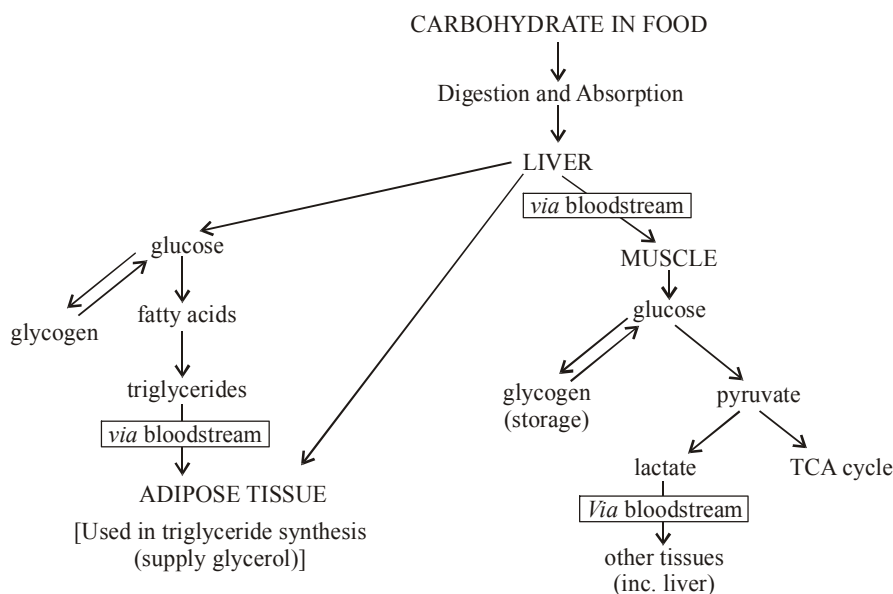 CARBOHYDRATE IN FOOD
Digestion and Absorption
LIVER
via bloodstream
glucose
MUSCLE
glycogen
fatty acids
glucose
triglycerides
glycogen
(storage)
pyruvate
via bloodstream
lactate
TCA cycle
ADIPOSE TISSUE
[Used in triglyceride synthesis
(supply glycerol)]
Via bloodstream
other tissues
(inc. liver)